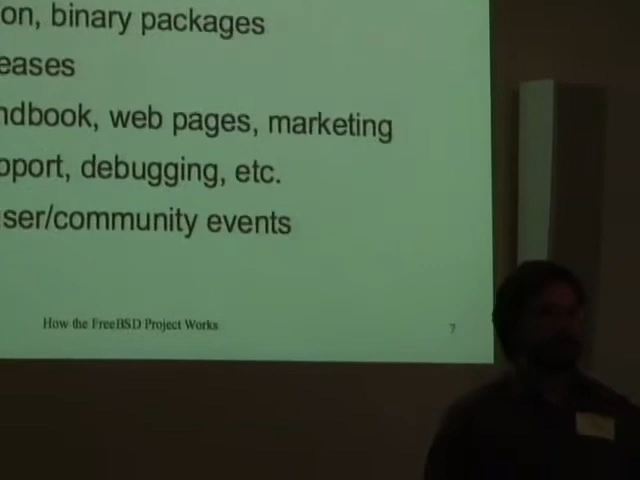 on, binary packages
eases
ndbook, web pages, marketing
pport, debugging, etc.
ser/community events
How the FreeBSD Project Works
7